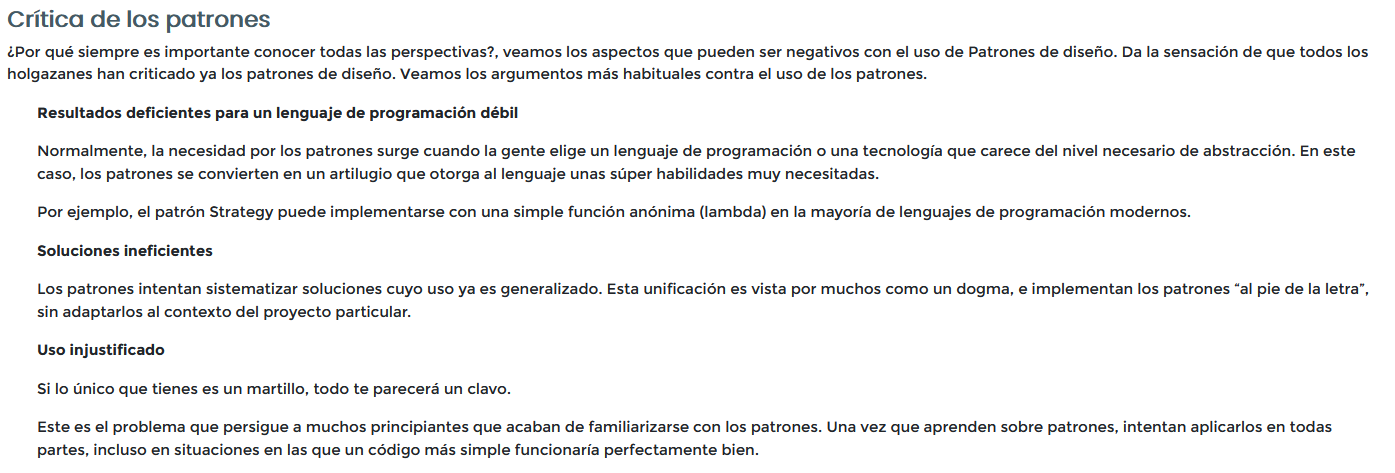 Crítica de los patrones
¿Por qué siempre es importante conocer todas las perspectivas?, veamos los aspectos que pueden ser negativos con el uso de Patrones de diseño. Da la sensación de que todos los
holgazanes han criticado ya los patrones de diseño. Veamos los argumentos más habituales contra el uso de los patrones.
Resultados deficientes para un lenguaje de programación débil
Normalmente, la necesidad por los patrones surge cuando la gente elige un lenguaje de programación o una tecnología que carece del nivel necesario de abstracción. En este
caso, los patrones se convierten en un artilugio que otorga al lenguaje unas súper habilidades muy necesitadas.
Por ejemplo, el patrón Strategy puede implementarse con una simple función anónima (lambda) en la mayoría de lenguajes de programación modernos.
Soluciones ineficientes
Los patrones intentan sistematizar soluciones cuyo uso ya es generalizado. Esta unificación es vista por muchos como un dogma, e implementan los patrones “al pie de la letra”,
sin adaptarlos al contexto del proyecto particular.
Uso injustificado
Si lo único que tienes es un martillo, todo te parecerá un clavo.
Este es el problema que persigue a muchos principiantes que acaban de familiarizarse con los patrones. Una vez que aprenden sobre patrones, intentan aplicarlos en todas
partes, incluso en situaciones en las que un código más simple funcionaría perfectamente bien.